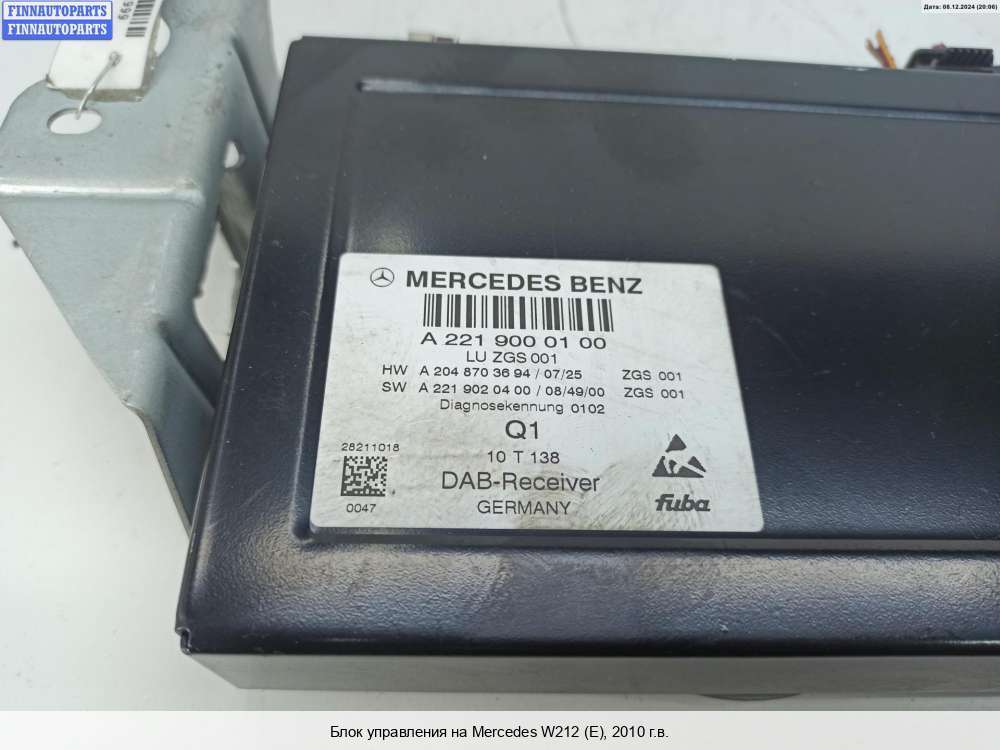 FINNAUTOPARTS
FINNAUTOPARTS
Дата: 08.12.2024 (20:06)
666
MERCEDES BENZ
A 221 900 01 00
LU ZGS 001
HW A 204 870 36 94 / 07/25 ZGS 001
SW A 221 902 04 00 / 08/49/00 ZGS 001
Diagnosekennung 0102
Q1
28211018
10 T 138
DAB-Receiver
0047
GERMANY
fuba
Блок управления на Mercedes W212 (E), 2010 г.в.